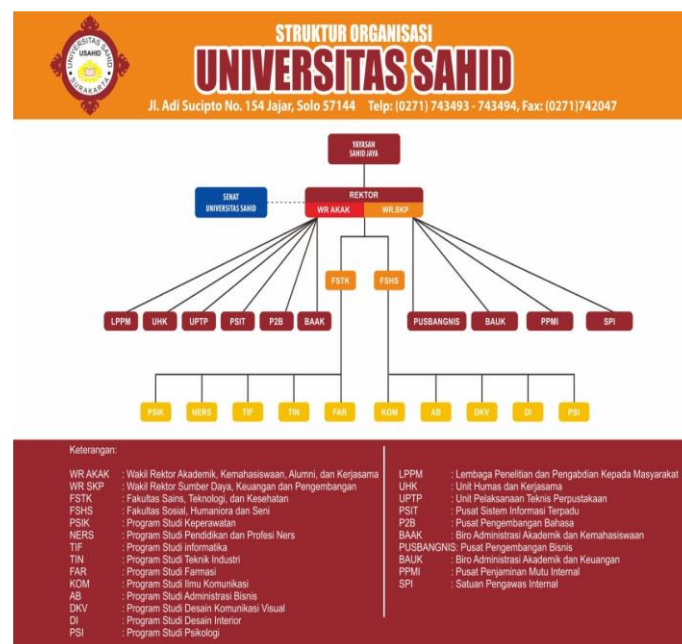 STRUKTUR ORGANISASI
UNIVERSITAS SAHID
Jl. Adi Sucipto No. 154 Jajar, Solo 57144 Telp: (0271) 743493 - 743494, Fax: (0271)742047
UNIVERSITAS SAHID
USAHID
SURAKARTA
YAYASAN
SAHID JAYA
SENAT
UNIVERSITAS SAHID
REKTOR
WR AKAK
WR.SKP
FSTK
FSHS
LPPM
UHK
UPTP
PSIT
P2B
BAAK
PUSBANGNIS
BAUK
PPMI
SPI
PSIK
NERS
TIF
TIN
FAR
KOM
AB
DKV
DI
PSI
Keterangan:
WR AKAK : Wakil Rektor Akademik, Kemahasiswaan, Alumni, dan Kerjasama
WR SKP : Wakil Rektor Sumber Daya, Keuangan dan Pengembangan
FSTK : Fakultas Sains, Teknologi, dan Kesehatan
FSHS : Fakultas Sosial, Humaniora dan Seni
PSIK : Program Studi Keperawatan
NERS : Program Studi Pendidikan dan Profesi Ners
TIF : Program Studi informatika
TIN : Program Studi Teknik Industri
FAR : Program Studi Farmasi
KOM : Program Studi Ilmu Komunikasi
AB : Program Studi Administrasi Bisnis
DKV : Program Studi Desain Komunikasi Visual
DI : Program Studi Desain Interior
PSI : Program Studi Psikologi
LPPM : Lembaga Penelitian dan Pengabdian Kepada Masyarakat
UHK : Unit Humas dan Kerjasama
UPTP : Unit Pelaksanaan Teknis Perpustakaan
PSIT : Pusat Sistem Informasi Terpadu
P2B : Pusat Pengembangan Bahasa
BAAK : Biro Administrasi Akademik dan Kemahasiswaan
PUSBANGNIS: Pusat Pengembangan Bisnis
BAUK : Biro Administrasi Akademik dan Keuangan
PPMI : Pusat Penjaminan Mutu Internal
SPI : Satuan Pengawas Internal